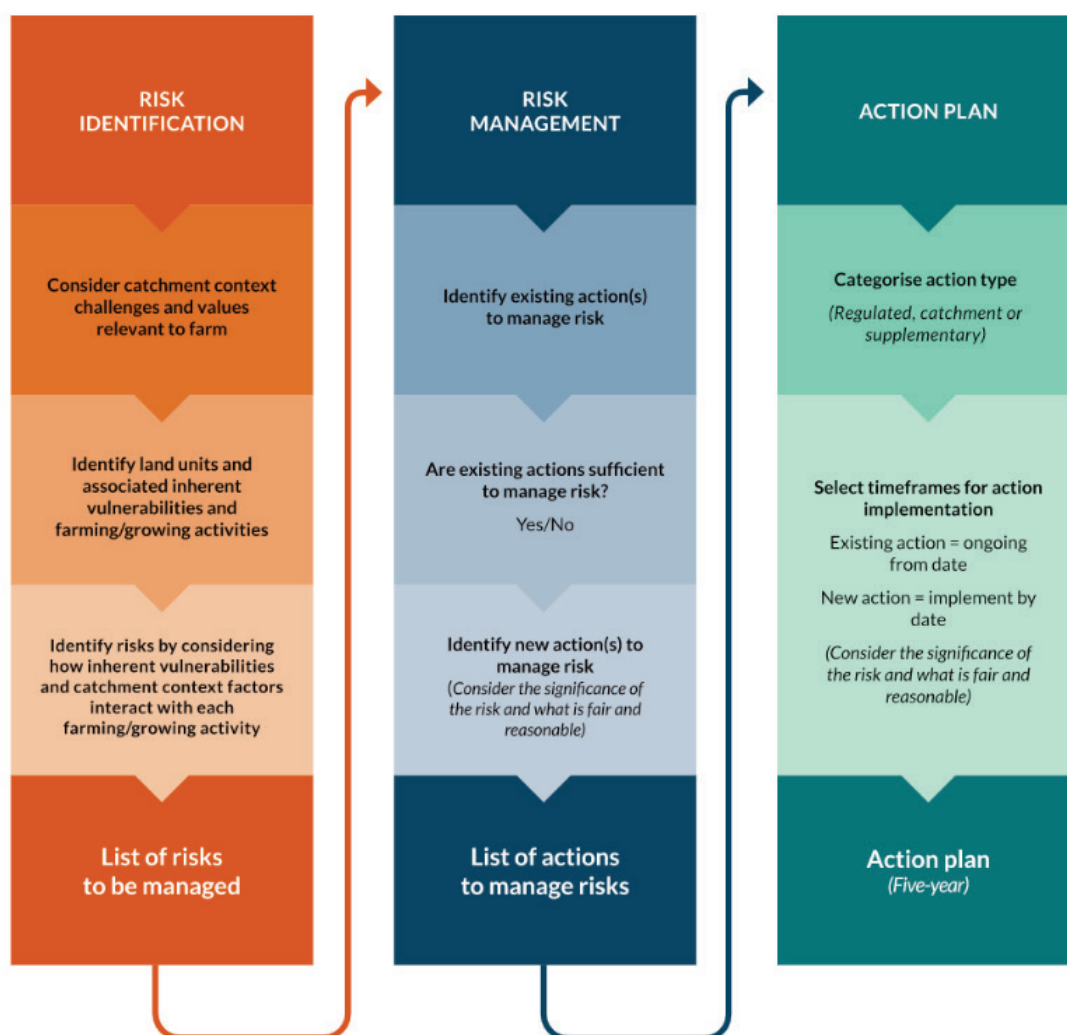 RISK
IDENTIFICATION
Consider catchment context
challenges and values
relevant to farm
Identify land units and
associated inherent
vulnerabilities and
farming/growing activities
Identify risks by considering
how inherent vulnerabilities
and catchment context factors
interact with each
farming/growing activity
List of risks
to be managed
RISK
MANAGEMENT
Identify existing action(s)
to manage risk
Are existing actions sufficient
to manage risk?
Yes/No
Identify new action(s) to
manage risk
(Consider the significance of
the risk and what is fair and
reasonable)
List of actions
to manage risks
ACTION PLAN
Categorise action type
(Regulated, catchment or
supplementary)
Select timeframes for action
implementation
Existing action = ongoing
from date
New action = implement by
date
(Consider the significance of
the risk and what is fair and
reasonable)
Action plan
(Five-year)